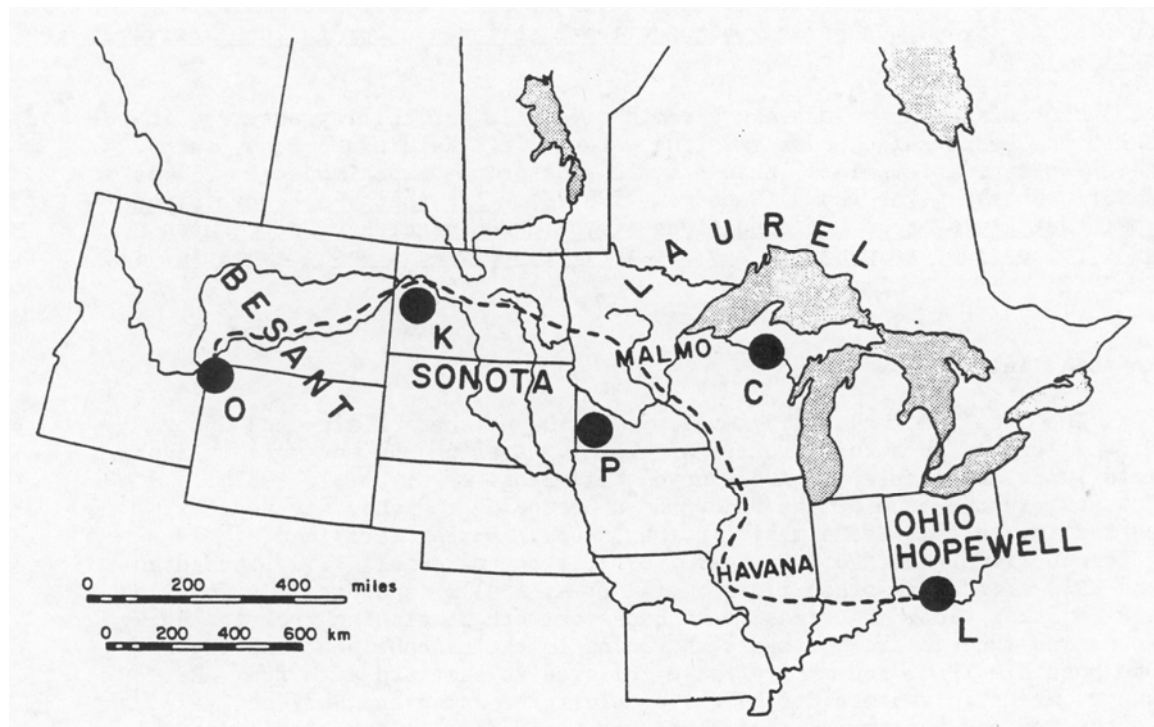 LAUREL
BESANT
K
MALMO
SONOTA
C
O
P
OHIO
HOPEWELL
HAVANA
0 200 400 miles
0 200 400 600 km
L